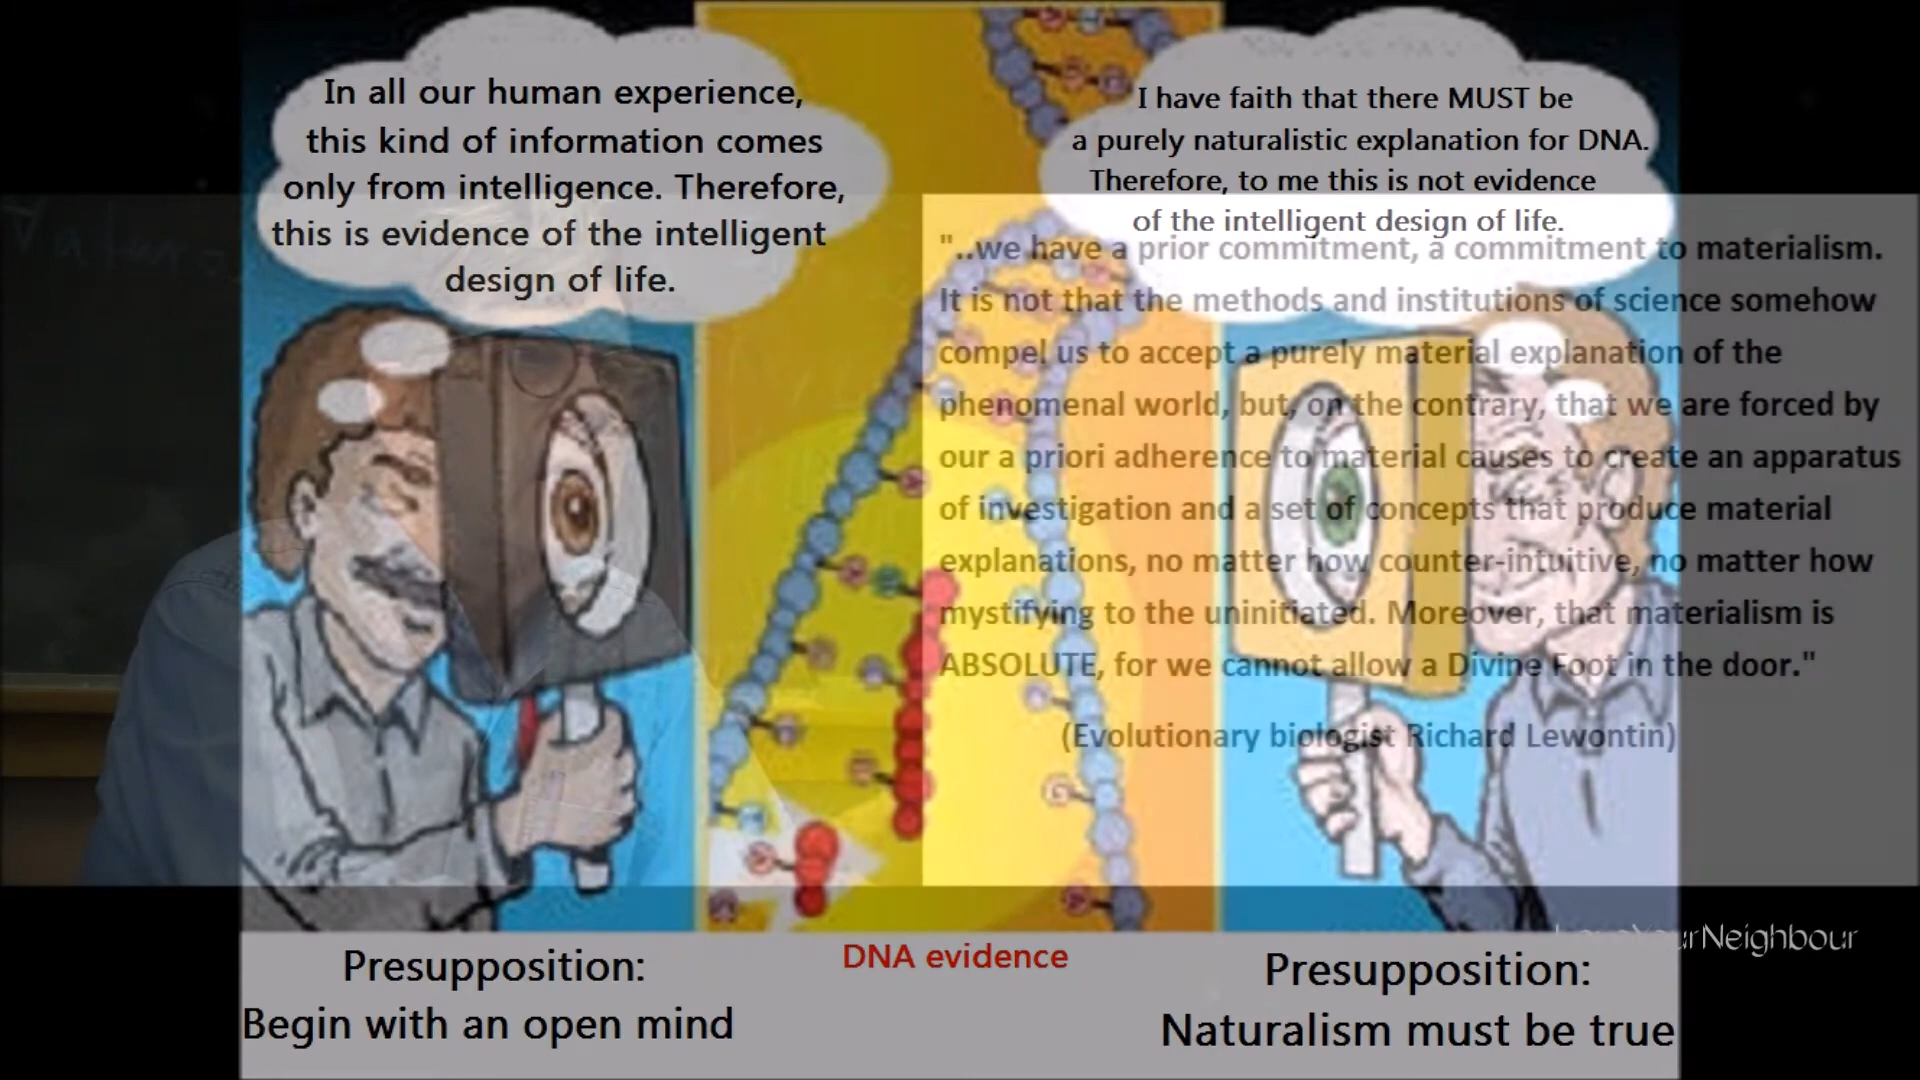 In all our human experience,
this kind of information comes
only from intelligence. Therefore,
this is evidence of the intelligent
design of life.
I have faith that there MUST be
a purely naturalistic explanation for DNA.
Therefore, to me this is not evidence
of the intelligent design of life.
"..we have a prior commitment, a commitment to materialism.
It is not that the methods and institutions of science somehow
compel us to accept a purely material explanation of the
phenomenal world, but, on the contrary, that we are forced by
our a priori adherence to material causes to create an apparatus
of investigation and a set of concepts that produce material
explanations, no matter how counter-intuitive, no matter how
mystifying to the uninitiated. Moreover, that materialism is
ABSOLUTE, for we cannot allow a Divine Foot in the door."
(Evolutionary biologist Richard Lewontin)
Presupposition:
Begin with an open mind
DNA evidence
Presupposition:
Naturalism must be true